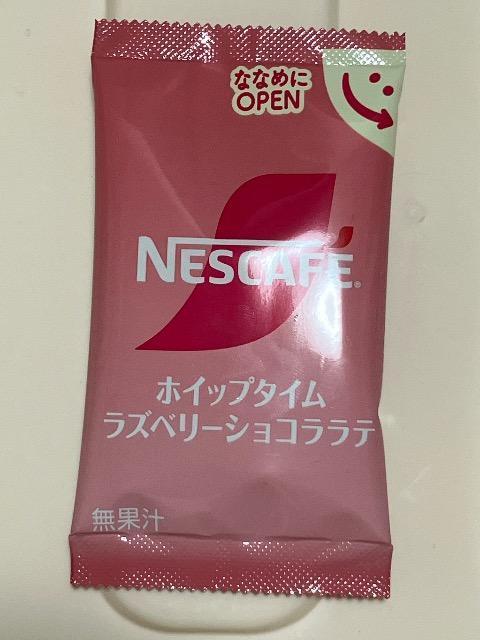 ななめに
OPEN
NESCAFÉ®
ホイップタイム
ラズベリーショコララテ
無果汁